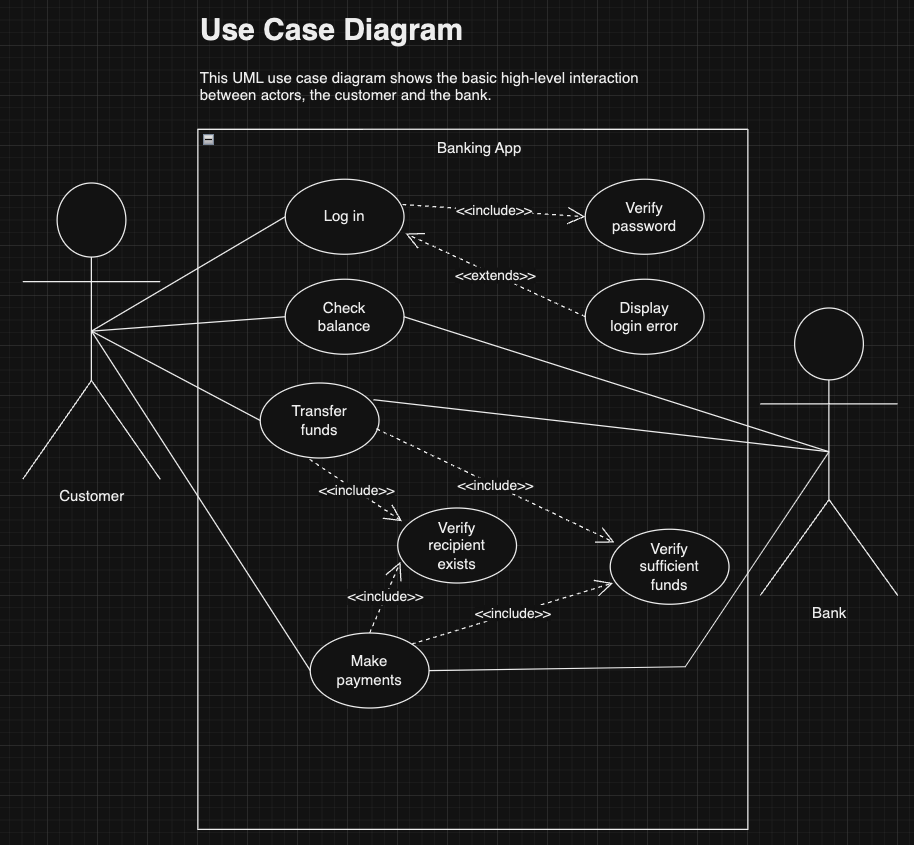 Use Case Diagram
This UML use case diagram shows the basic high-level interaction
between actors, the customer and the bank.
Banking App
Log in
<<include>>
Verify
password
<<extends>>
Check
balance
Display
login error
Transfer
funds
Customer
<<include>>
<<include>>
Verify
recipient
exists
Verify
sufficient
funds
<<include>>
<<include>>
Bank
Make
payments